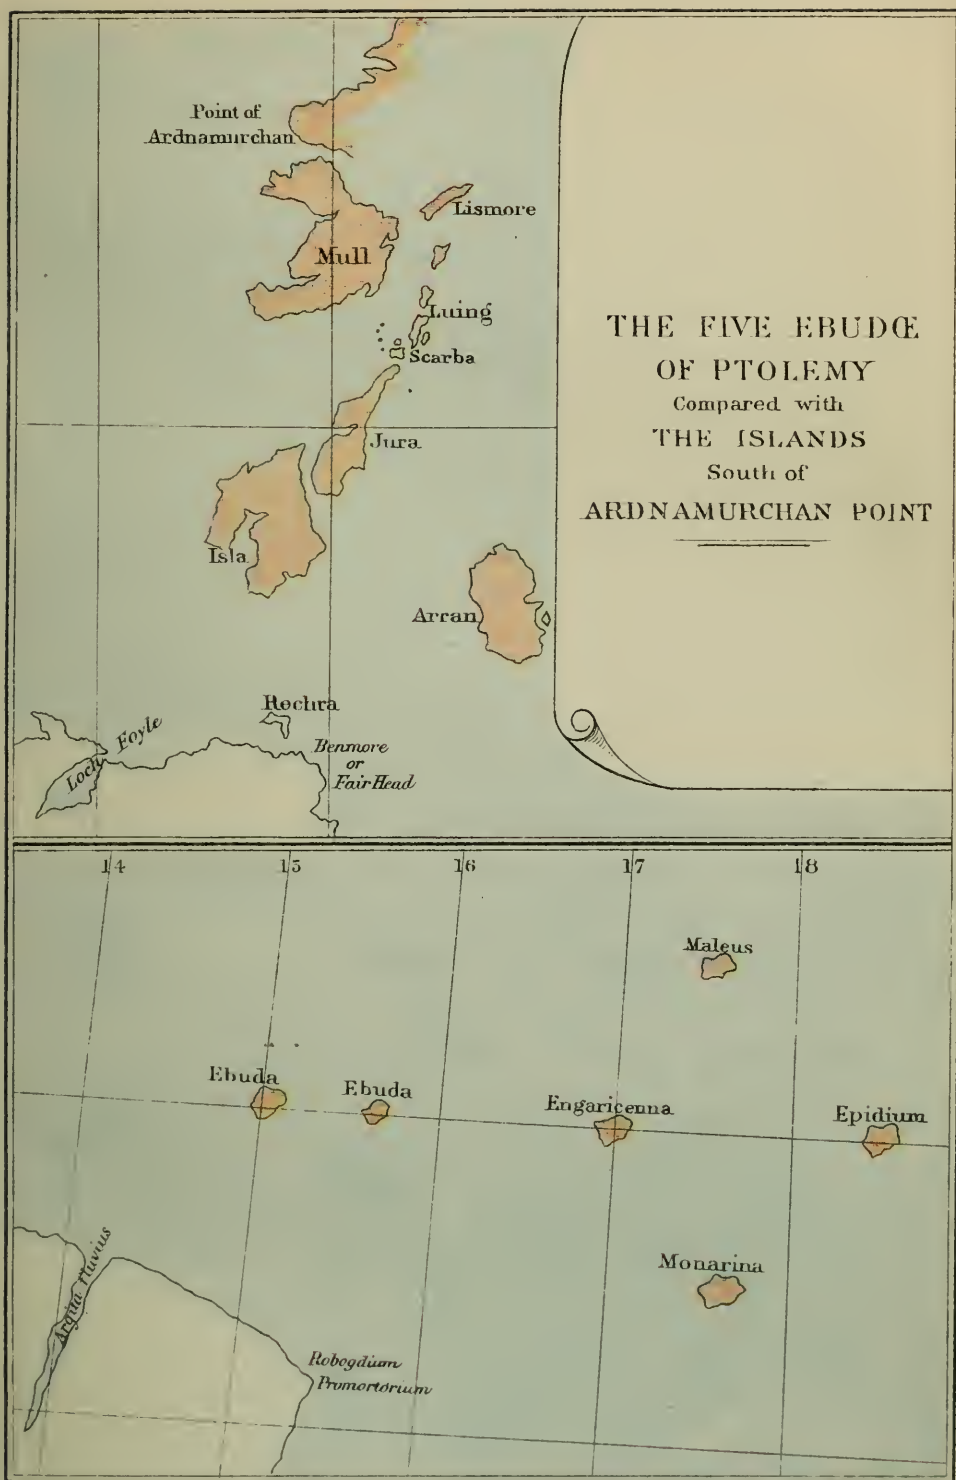 Point of
Ardnamurchan
Lismore
Mull
Luing
Scarba
Jura
Isla
Arran
Rechra
Benmore
or
Fair Head
Loch Foyle
THE FIVE EBUDŒ
OF PTOLEMY
Compared with
THE ISLANDS
South of
ARDNAMURCHAN POINT
14 15 16 17 18
Maleus
Ebuda
Ebuda
Engaricenna
Epidium
Monarina
Argita Fluvius
Robogdium
Promortorium